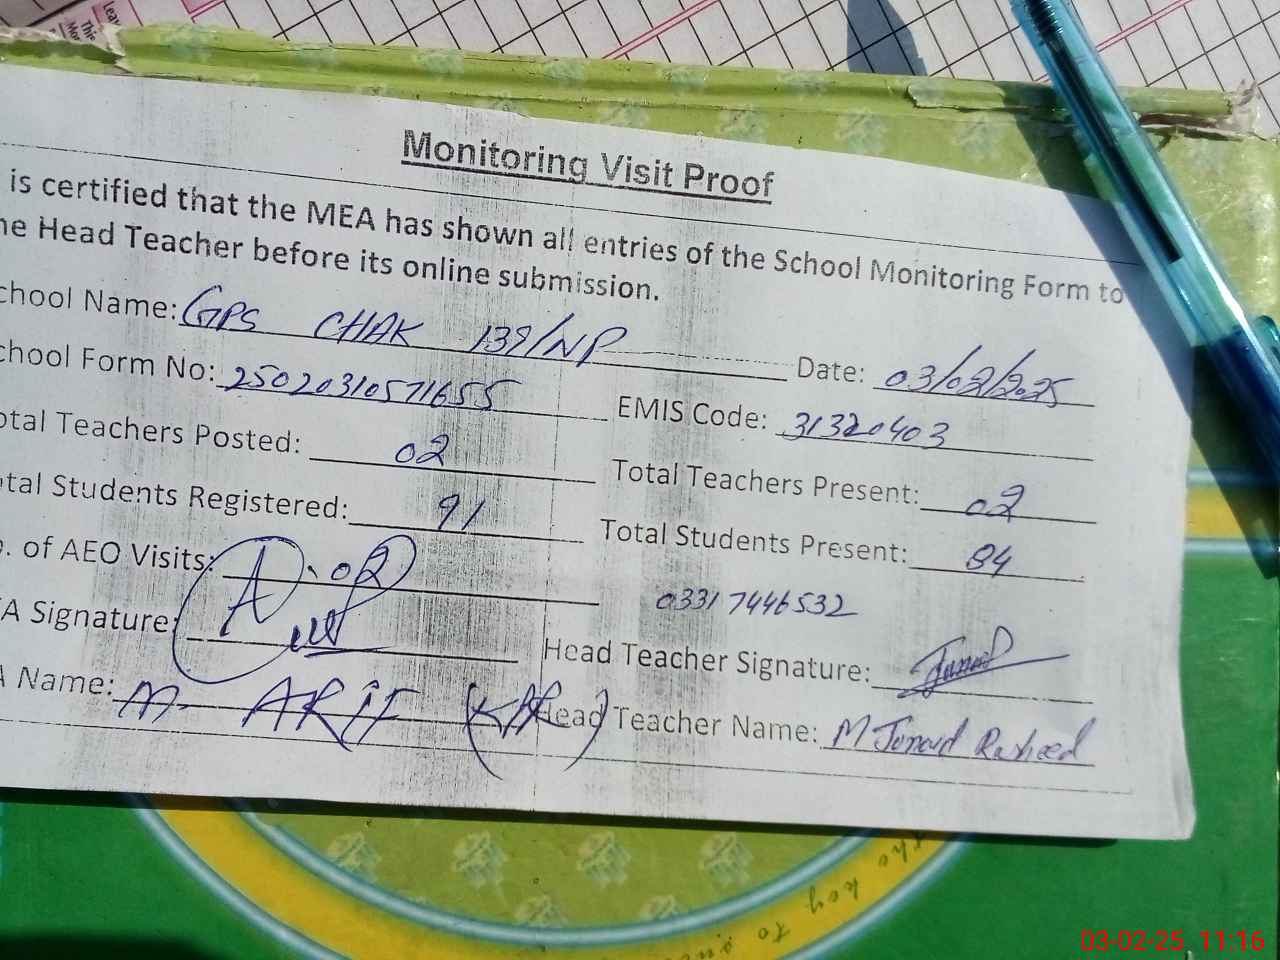 Monitoring Visit Proof
is certified that the MEA has shown all entries of the School Monitoring Form to
he Head Teacher before its online submission.
chool Name: GPS CHAK 139/NP Date: 03/02/2025
chool Form No: 25020310571655 EMIS Code: 31320403
otal Teachers Posted: 02 Total Teachers Present: 02
tal Students Registered: 91 Total Students Present: 84
. of AEO Visits: 02
03317446532
A Signature: Head Teacher Signature:
A Name: M. ARIF Head Teacher Name: M Junaid Rasheed
the key to
03-02-25 11:16